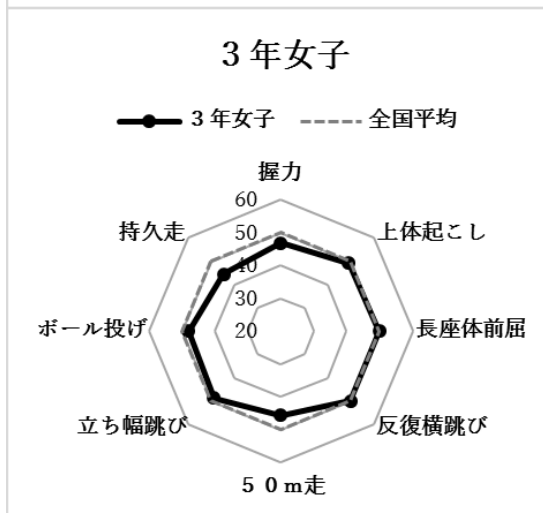 ３年女子
３年女子 全国平均
握力
60
持久走 50 上体起こし
40
30
ボール投げ 20 長座体前屈
立ち幅跳び 反復横跳び
５０ｍ走